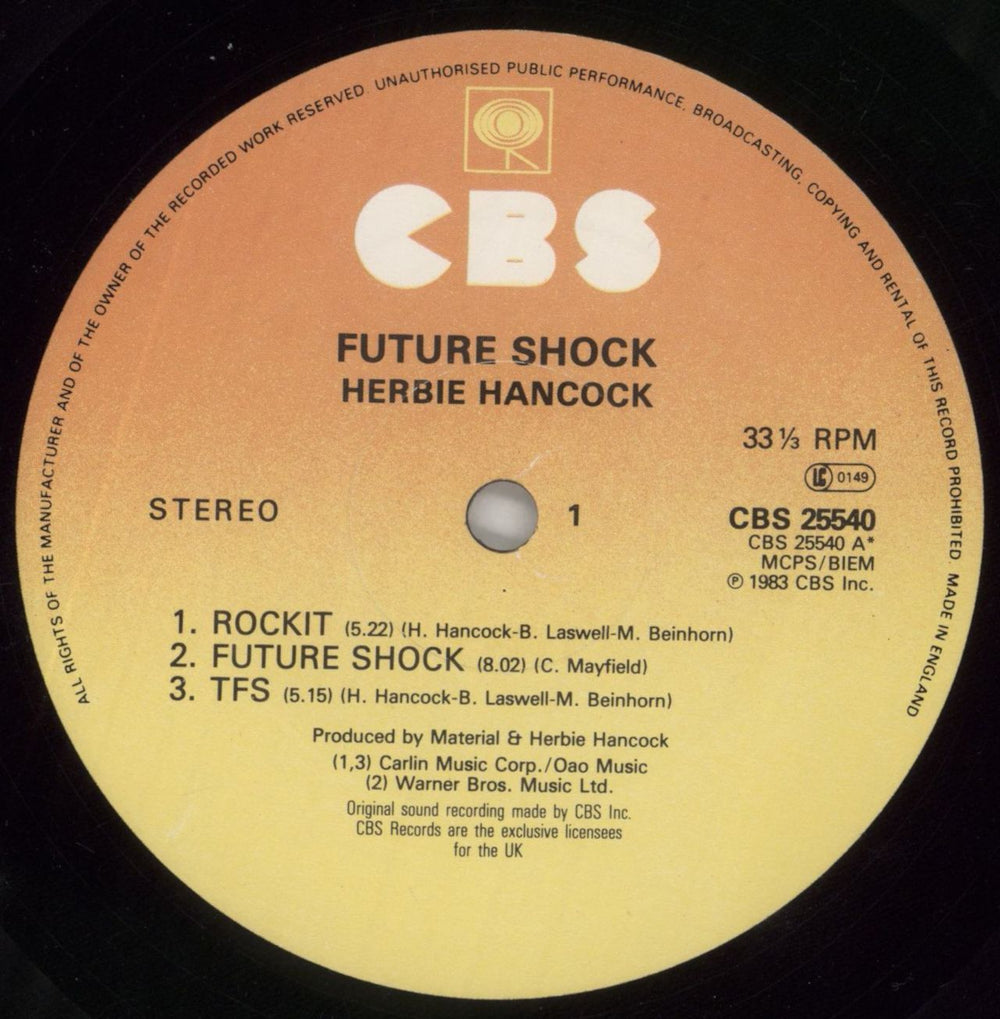 ALL RIGHTS OF THE MANUFACTURER AND OF THE OWNER OF THE RECORDED WORK RESERVED. UNAUTHORISED PUBLIC PERFORMANCE, BROADCASTING, COPYING AND RENTAL OF THIS RECORD PROHIBITED. MADE IN ENGLAND
CBS
FUTURE SHOCK
HERBIE HANCOCK
33⅓ RPM
LC 0149
STEREO
1
CBS 25540
CBS 25540 A*
MCPS/BIEM
℗ 1983 CBS Inc.
1. ROCKIT (5.22) (H. Hancock-B. Laswell-M. Beinhorn)
2. FUTURE SHOCK (8.02) (C. Mayfield)
3. TFS (5.15) (H. Hancock-B. Laswell-M. Beinhorn)
Produced by Material & Herbie Hancock
(1,3) Carlin Music Corp./Oao Music
(2) Warner Bros. Music Ltd.
Original sound recording made by CBS Inc.
CBS Records are the exclusive licensees
for the UK